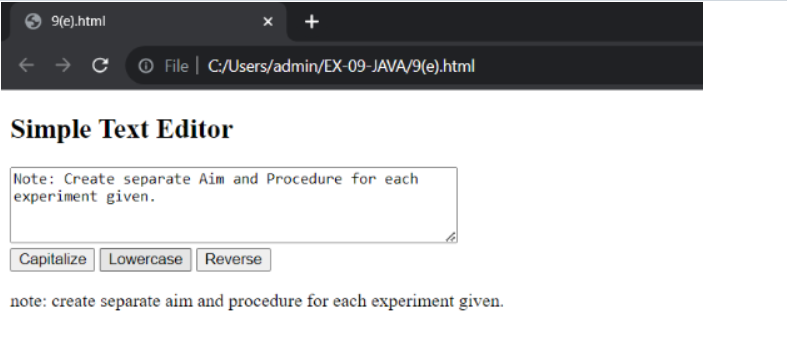 9(e).html
File | C:/Users/admin/EX-09-JAVA/9(e).html
Simple Text Editor
Note: Create separate Aim and Procedure for each
experiment given.
Capitalize Lowercase Reverse
note: create separate aim and procedure for each experiment given.